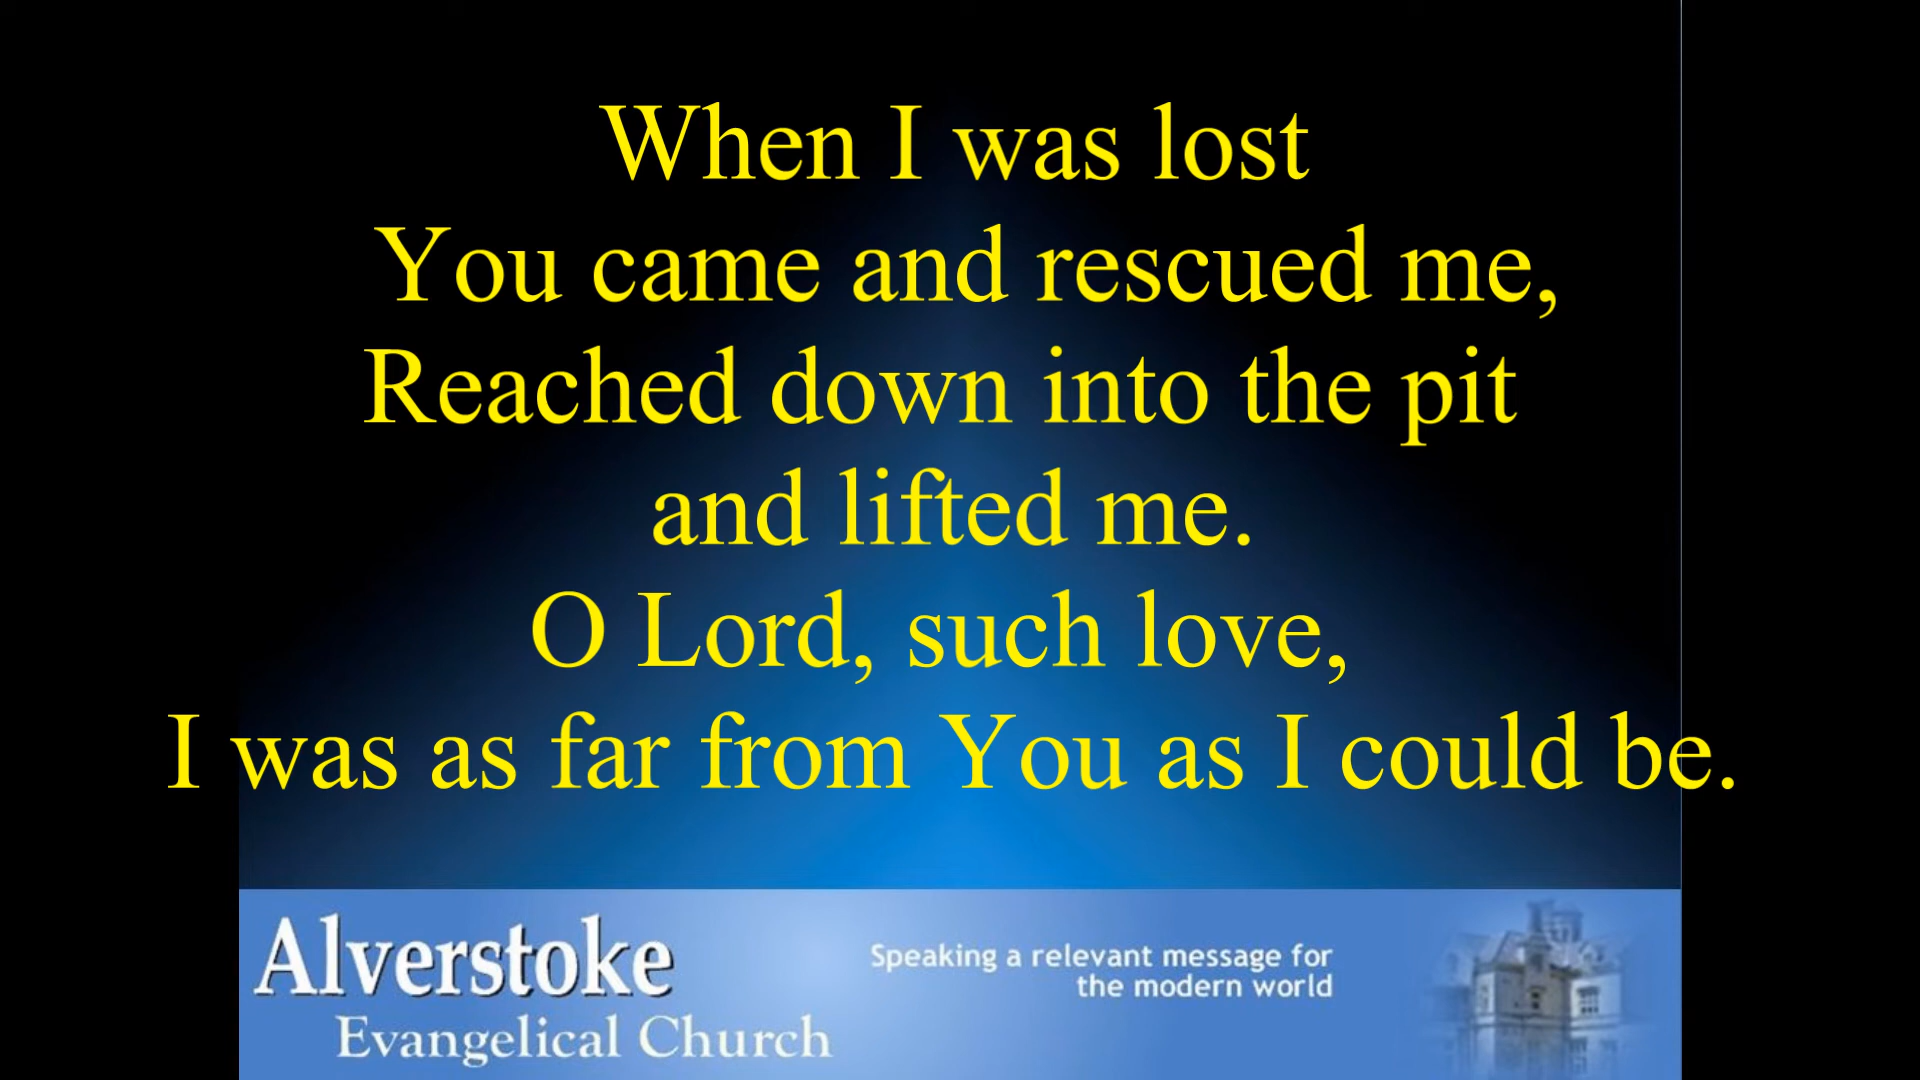 When I was lost
You came and rescued me,
Reached down into the pit
and lifted me.
O Lord, such love,
I was as far from You as I could be.
Alverstoke
Evangelical Church
Speaking a relevant message for
the modern world